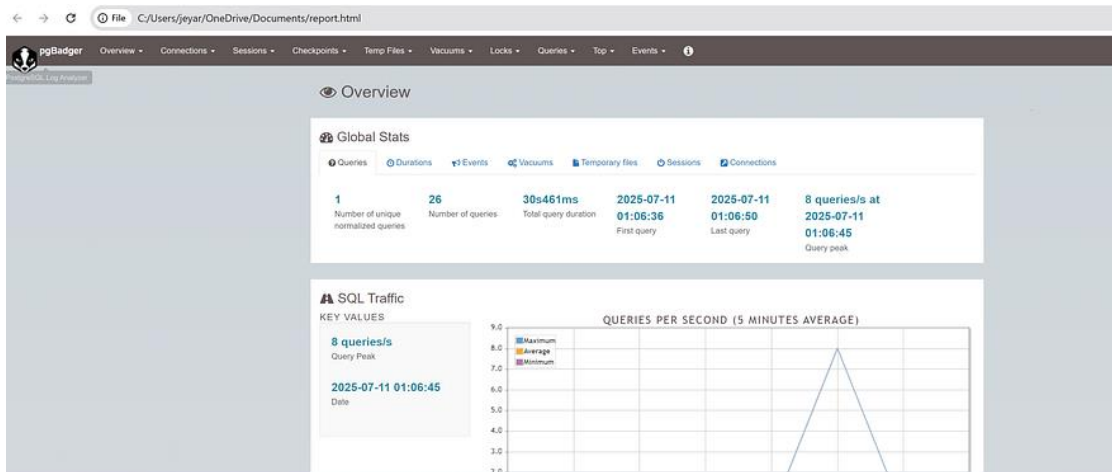 File C:/Users/jeyar/OneDrive/Documents/report.html
pgBadger Overview Connections Sessions Checkpoints Temp Files Vacuums Locks Queries Top Events
PostgreSQL Log Analyzer
Overview
Global Stats
Queries Durations Events Vacuums Temporary files Sessions Connections
1
Number of unique
normalized queries
26
Number of queries
30s461ms
Total query duration
2025-07-11
01:06:36
First query
2025-07-11
01:06:50
Last query
8 queries/s at
2025-07-11
01:06:45
Query peak
SQL Traffic
KEY VALUES
8 queries/s
Query Peak
2025-07-11 01:06:45
Date
QUERIES PER SECOND (5 MINUTES AVERAGE)
Maximum
Average
Minimum
9.0
8.0
7.0
6.0
5.0
4.0
3.0
2.0